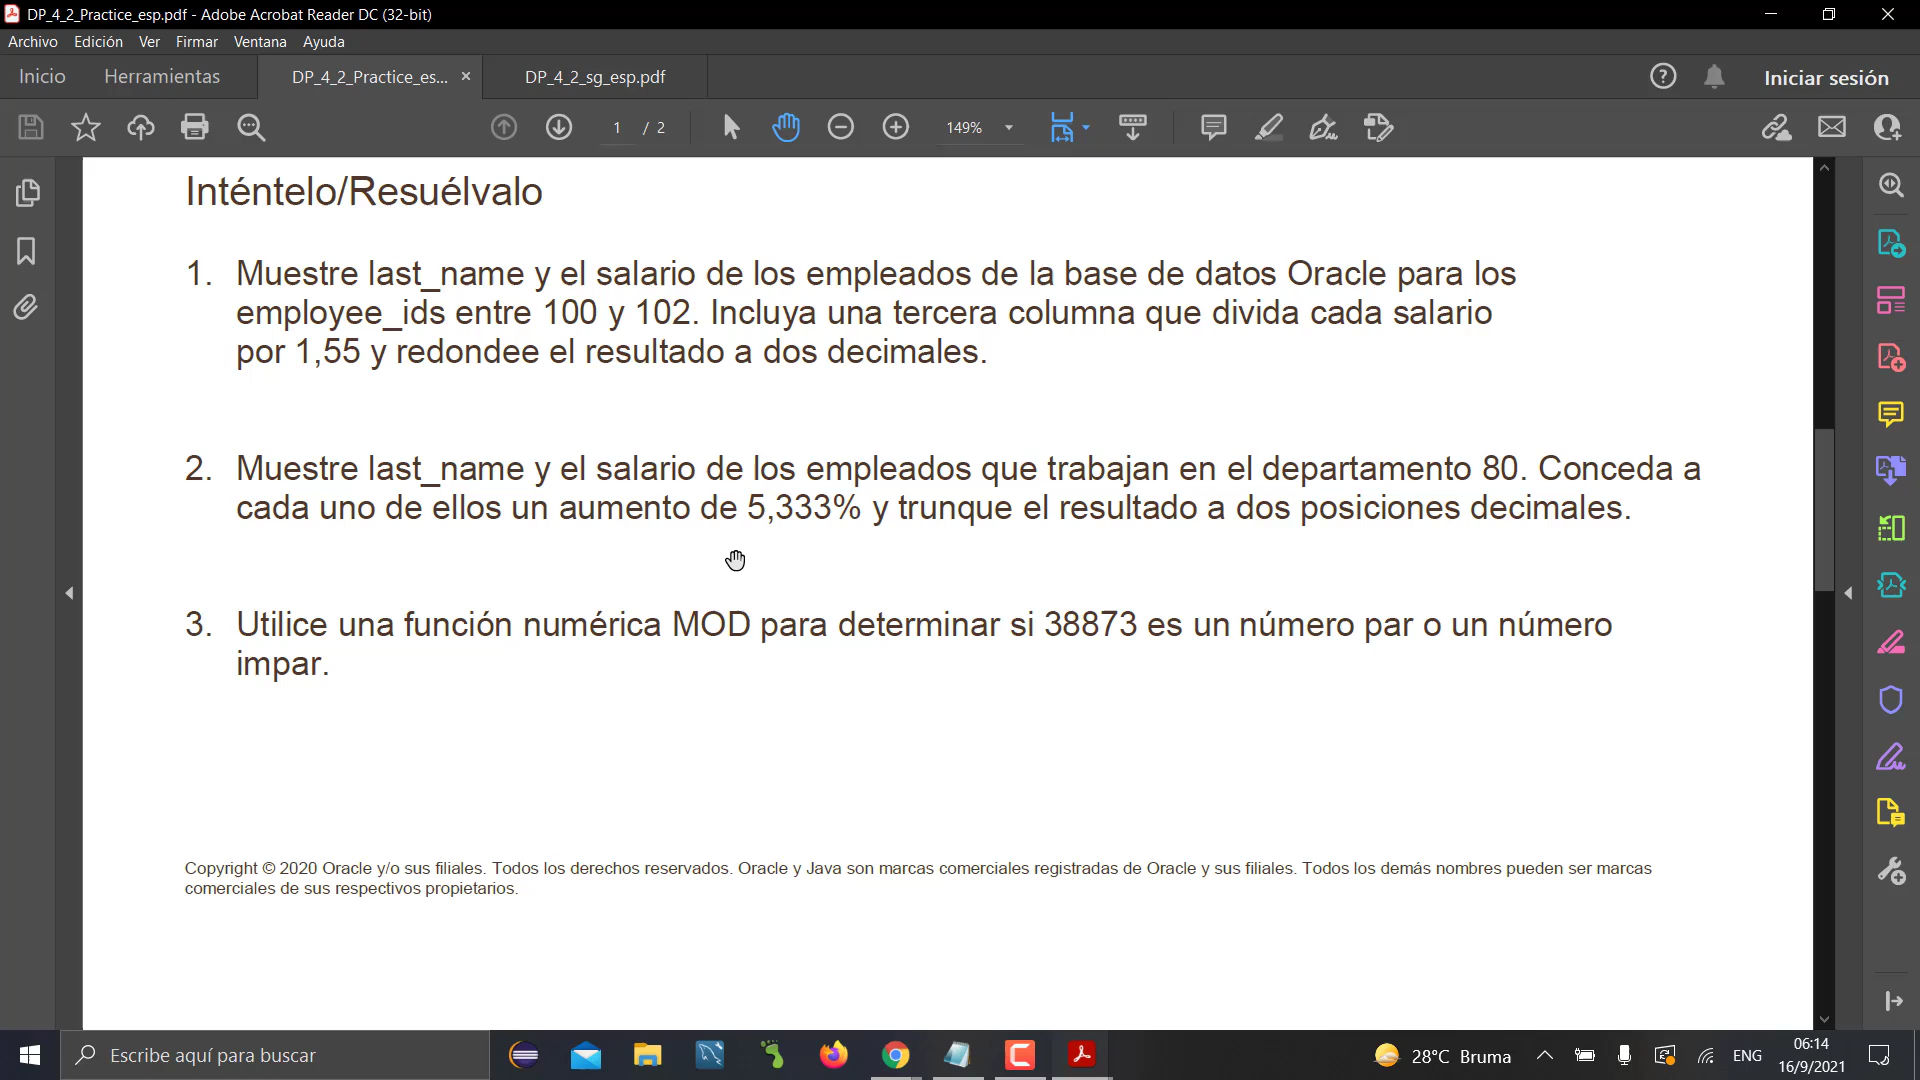 DP_4_2_Practice_esp.pdf - Adobe Acrobat Reader DC (32-bit)
Archivo Edición Ver Firmar Ventana Ayuda
Inicio Herramientas DP_4_2_Practice_es... × DP_4_2_sg_esp.pdf Iniciar sesión
1 / 2 149%
Inténtelo/Resuélvalo
1. Muestre last_name y el salario de los empleados de la base de datos Oracle para los
employee_ids entre 100 y 102. Incluya una tercera columna que divida cada salario
por 1,55 y redondee el resultado a dos decimales.
2. Muestre last_name y el salario de los empleados que trabajan en el departamento 80. Conceda a
cada uno de ellos un aumento de 5,333% y trunque el resultado a dos posiciones decimales.
3. Utilice una función numérica MOD para determinar si 38873 es un número par o un número
impar.
Copyright © 2020 Oracle y/o sus filiales. Todos los derechos reservados. Oracle y Java son marcas comerciales registradas de Oracle y sus filiales. Todos los demás nombres pueden ser marcas
comerciales de sus respectivos propietarios.
Escribe aquí para buscar 28°C Bruma ENG 06:14
16/9/2021